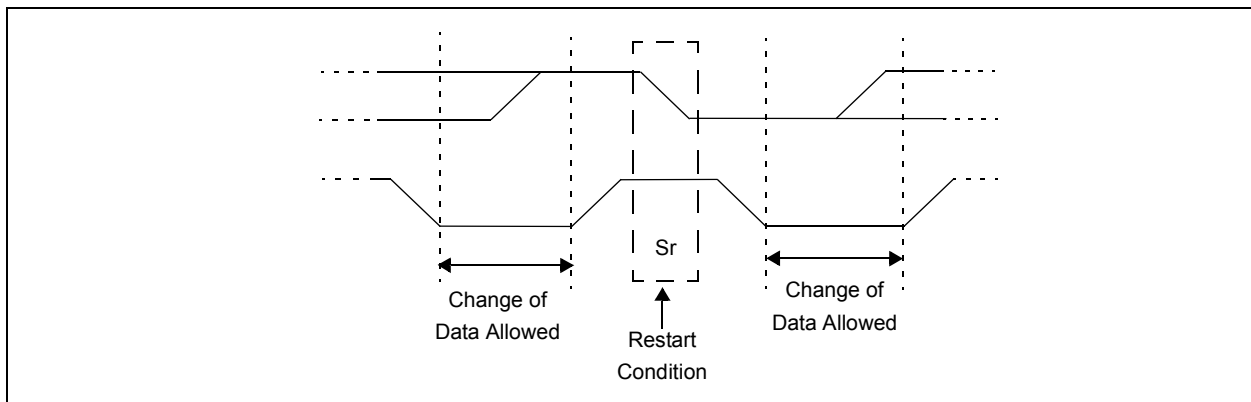 Sr
Change of
Data Allowed
Restart
Condition
Change of
Data Allowed